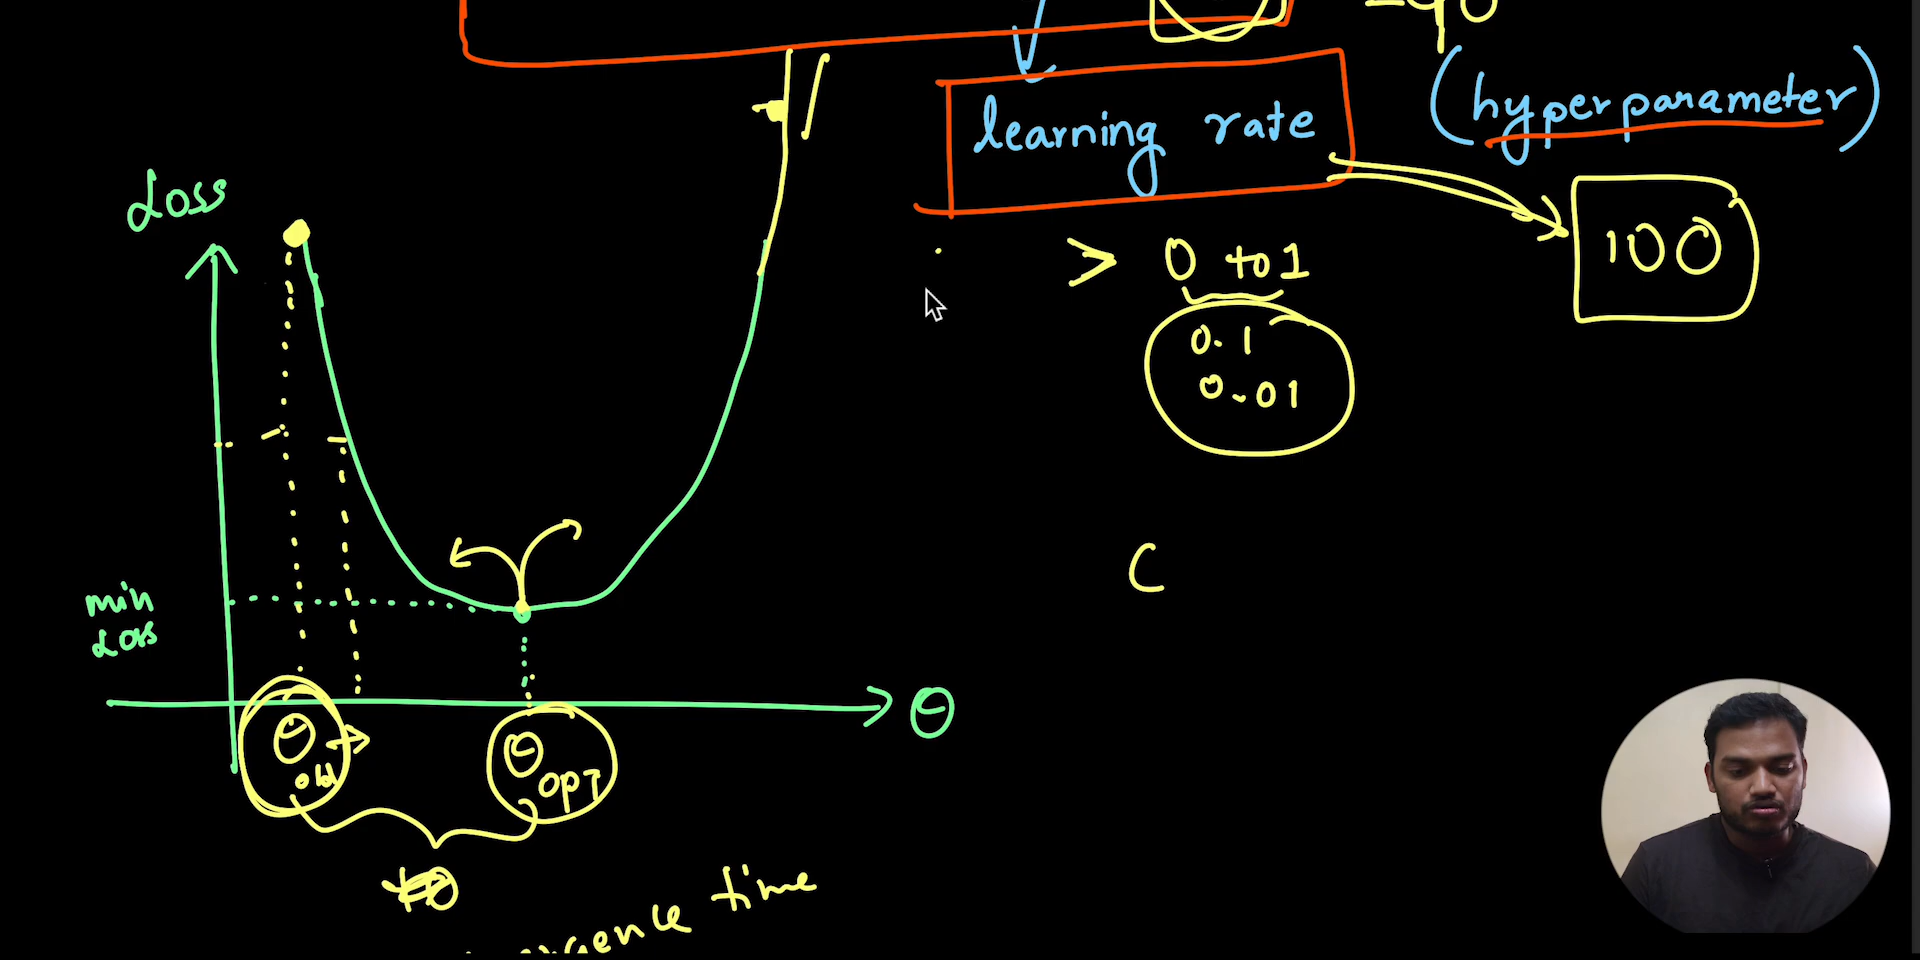 (hyperparameter)
learning rate
Loss
100
> 0 to 1
0.1
0.01
C
min
Loss
θ
θ old
θ opt
time